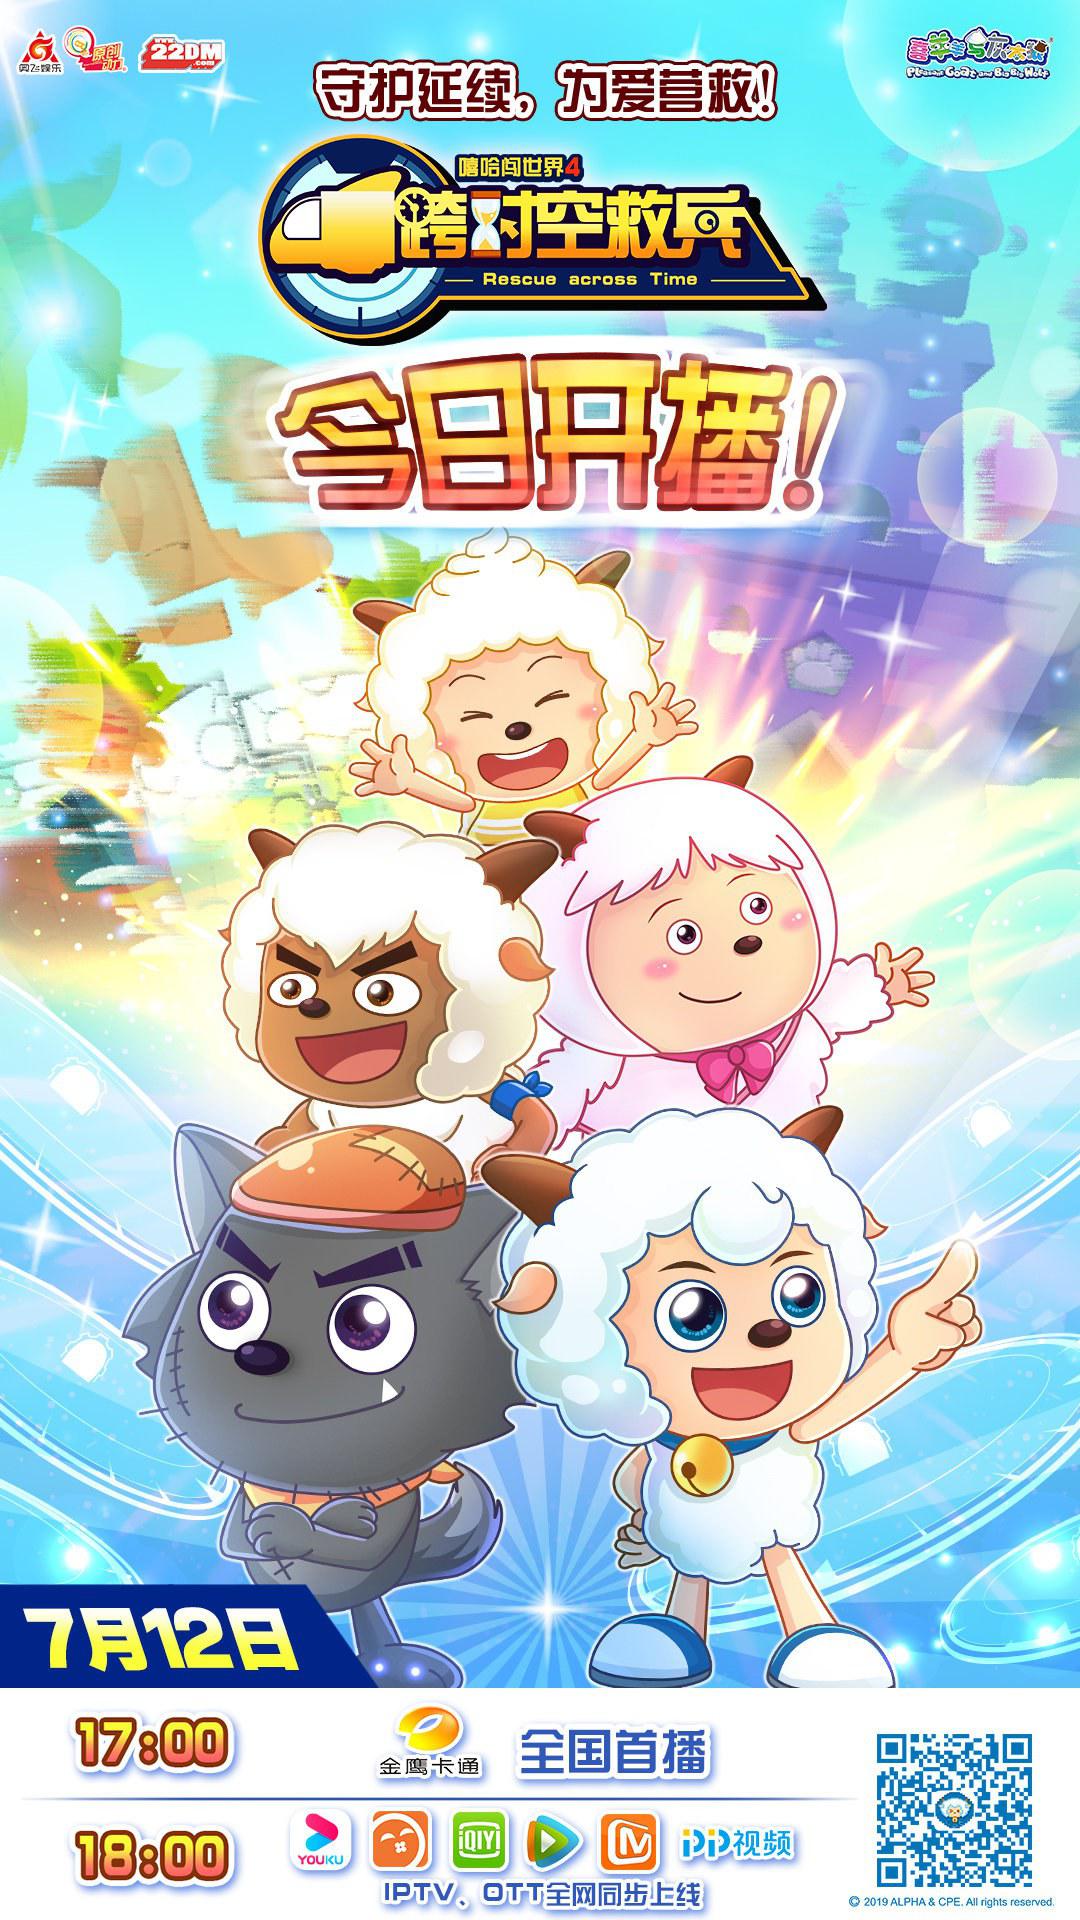 奥飞娱乐
原创
www.22DM.com
喜羊羊与灰太狼
Pleasant Goat and Big Big Wolf
守护延续，为爱营救！
嘻哈闯世界4
跨时空救兵
Rescue across Time
今日开播！
7月12日
17:00
金鹰卡通
全国首播
18:00
YOUKU
iQIYI
PP视频
IPTV、OTT全网同步上线
© 2019 ALPHA & CPE. All rights reserved.